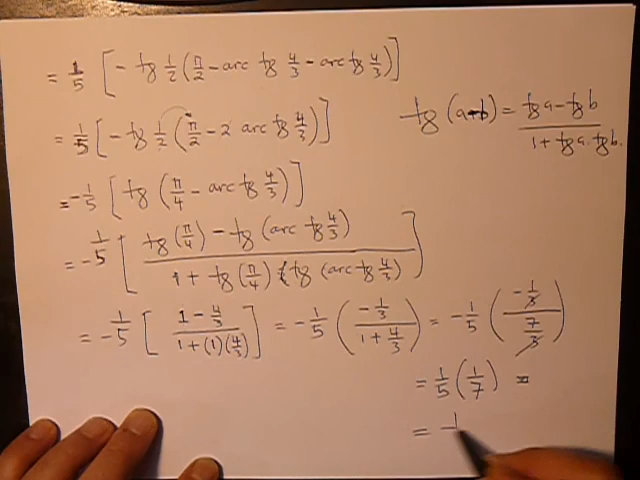 = 1/5 [ - tg 1/2 ( π/2 - arc tg 4/3 - arc tg 4/3 ) ]
= 1/5 [ - tg 1/2 ( π/2 - 2 arc tg 4/3 ) ]
tg (a-b) = (tg a - tg b) / (1 + tg a · tg b.)
= - 1/5 [ tg ( π/4 - arc tg 4/3 ) ]
= - 1/5 [ ( tg (π/4) - tg (arc tg 4/3) ) / ( 1 + tg (π/4) tg (arc tg 4/3) ) ]
= - 1/5 [ (1 - 4/3) / (1 + (1)(4/3)) ] = - 1/5 ( (-1/3) / (1 + 4/3) ) = - 1/5 ( (-1/3) / (7/3) )
= 1/5 ( 1/7 ) =
= 1